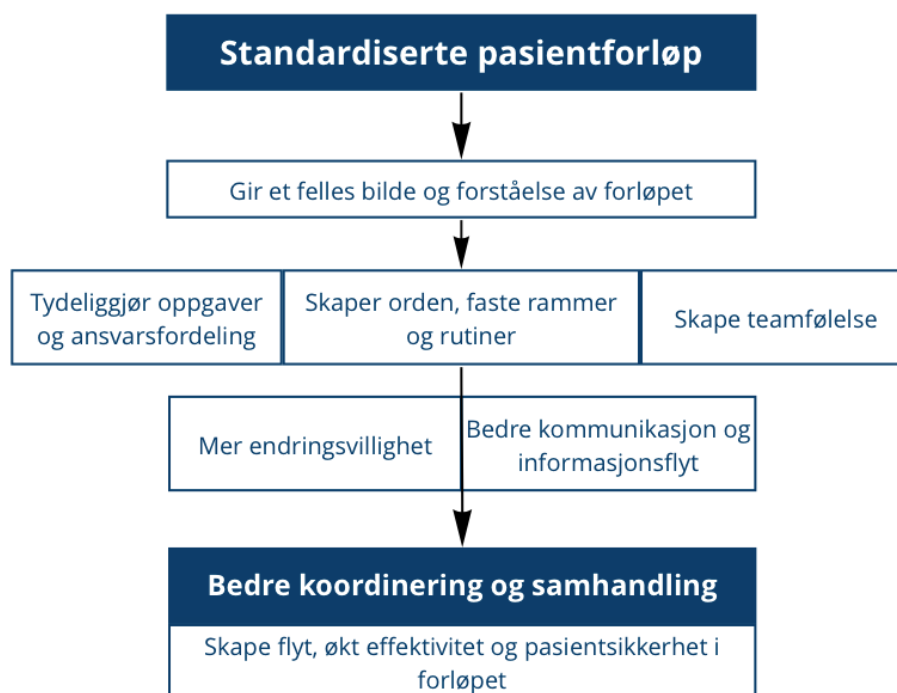 Standardiserte pasientforløp
Gir et felles bilde og forståelse av forløpet
Tydeliggjør oppgaver
og ansvarsfordeling
Skaper orden, faste rammer
og rutiner
Skape teamfølelse
Mer endringsvillighet
Bedre kommunikasjon og
informasjonsflyt
Bedre koordinering og samhandling
Skape flyt, økt effektivitet og pasientsikkerhet i
forløpet